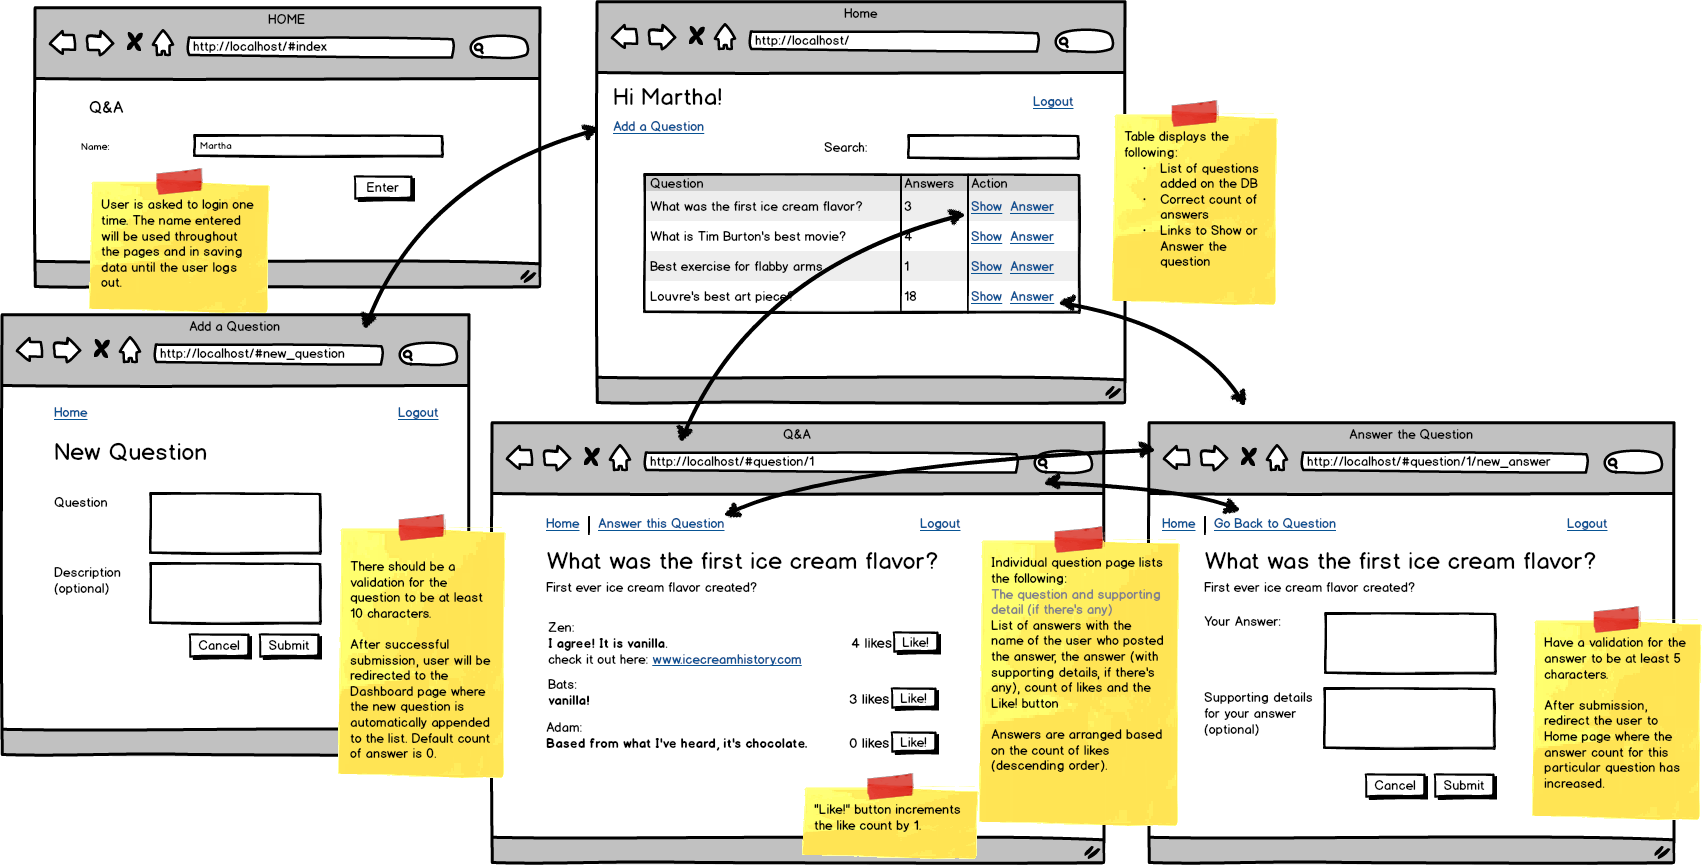 HOME
http://localhost/#index
Q&A
Name:
Martha
Enter
User is asked to login one
time. The name entered
will be used throughout
the pages and in saving
data until the user logs
out.
Home
http://localhost/
Hi Martha!
Logout
Add a Question
Search:
Question Answers Action
What was the first ice cream flavor? 3 Show Answer
What is Tim Burton's best movie? 4 Show Answer
Best exercise for flabby arms 1 Show Answer
Louvre's best art piece? 18 Show Answer
Table displays the
following:
· List of questions
added on the DB
· Correct count of
answers
· Links to Show or
Answer the
question
Add a Question
http://localhost/#new_question
Home
Logout
New Question
Question
Description
(optional)
Cancel
Submit
There should be a
validation for the
question to be at least
10 characters.
After successful
submission, user will be
redirected to the
Dashboard page where
the new question is
automatically appended
to the list. Default count
of answer is 0.
Q&A
http://localhost/#question/1
Home
Answer this Question
Logout
What was the first ice cream flavor?
First ever ice cream flavor created?
Zen:
I agree! It is vanilla.
check it out here: www.icecreamhistory.com
4 likes Like!
Bats:
vanilla!
3 likes Like!
Adam:
Based from what I've heard, it's chocolate.
0 likes Like!
"Like!" button increments
the like count by 1.
Individual question page lists
the following:
The question and supporting
detail (if there's any)
List of answers with the
name of the user who posted
the answer, the answer (with
supporting details, if there's
any), count of likes and the
Like! button
Answers are arranged based
on the count of likes
(descending order).
Answer the Question
http://localhost/#question/1/new_answer
Home
Go Back to Question
Logout
What was the first ice cream flavor?
First ever ice cream flavor created?
Your Answer:
Supporting details
for your answer
(optional)
Cancel
Submit
Have a validation for the
answer to be at least 5
characters.
After submission,
redirect the user to
Home page where the
answer count for this
particular question has
increased.